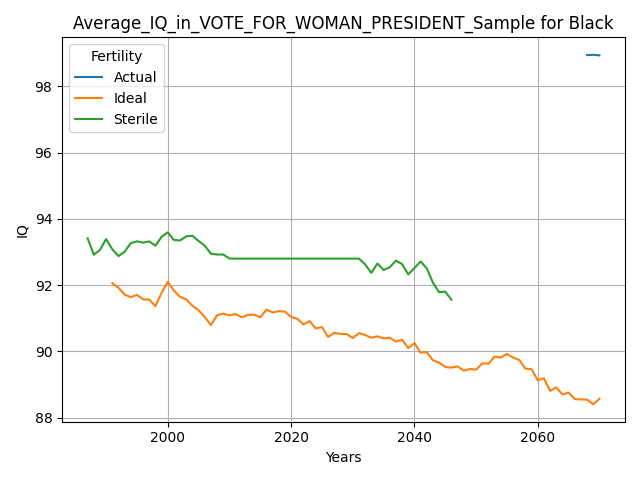 Average_IQ_in_VOTE_FOR_WOMAN_PRESIDENT_Sample for Black
Fertility
Actual
Ideal
Sterile
98
96
94
92
90
88
IQ
2000 2020 2040 2060
Years